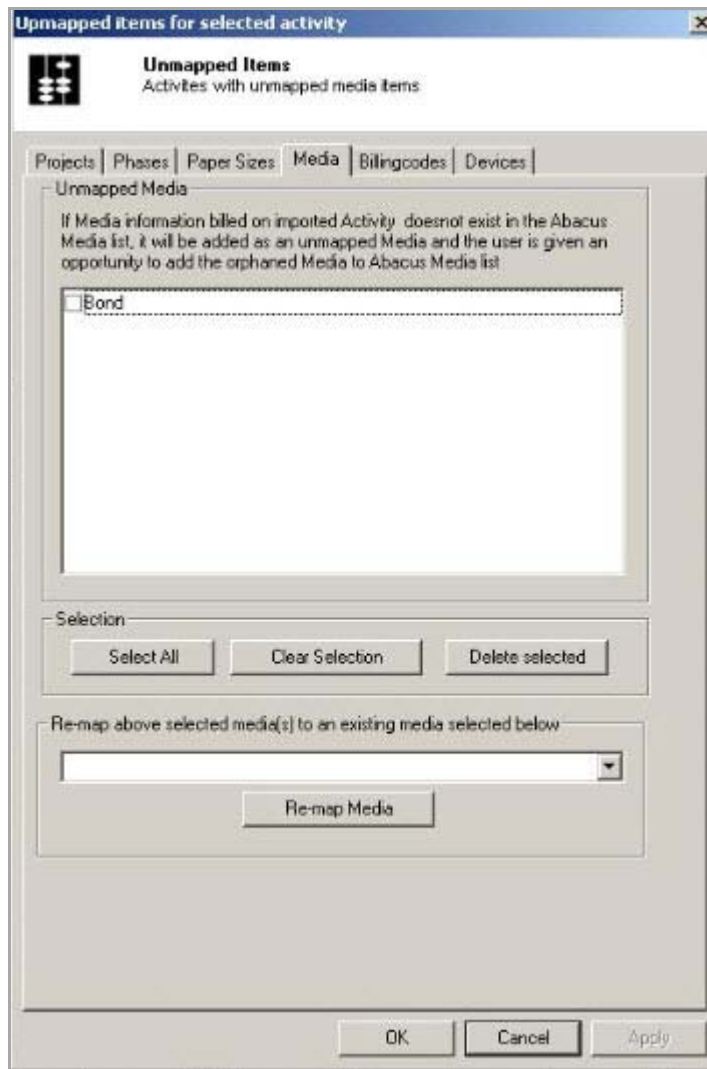 Upmapped items for selected activity
Unmapped Items
Activites with unmapped media items
Projects Phases Paper Sizes Media Billingcodes Devices
Unmapped Media
If Media information billed on imported Activity doesnot exist in the Abacus
Media list, it will be added as an unmapped Media and the user is given an
opportunity to add the orphaned Media to Abacus Media list
Bond
Selection
Select All Clear Selection Delete selected
Re-map above selected media(s) to an existing media selected below
Re-map Media
OK Cancel Apply